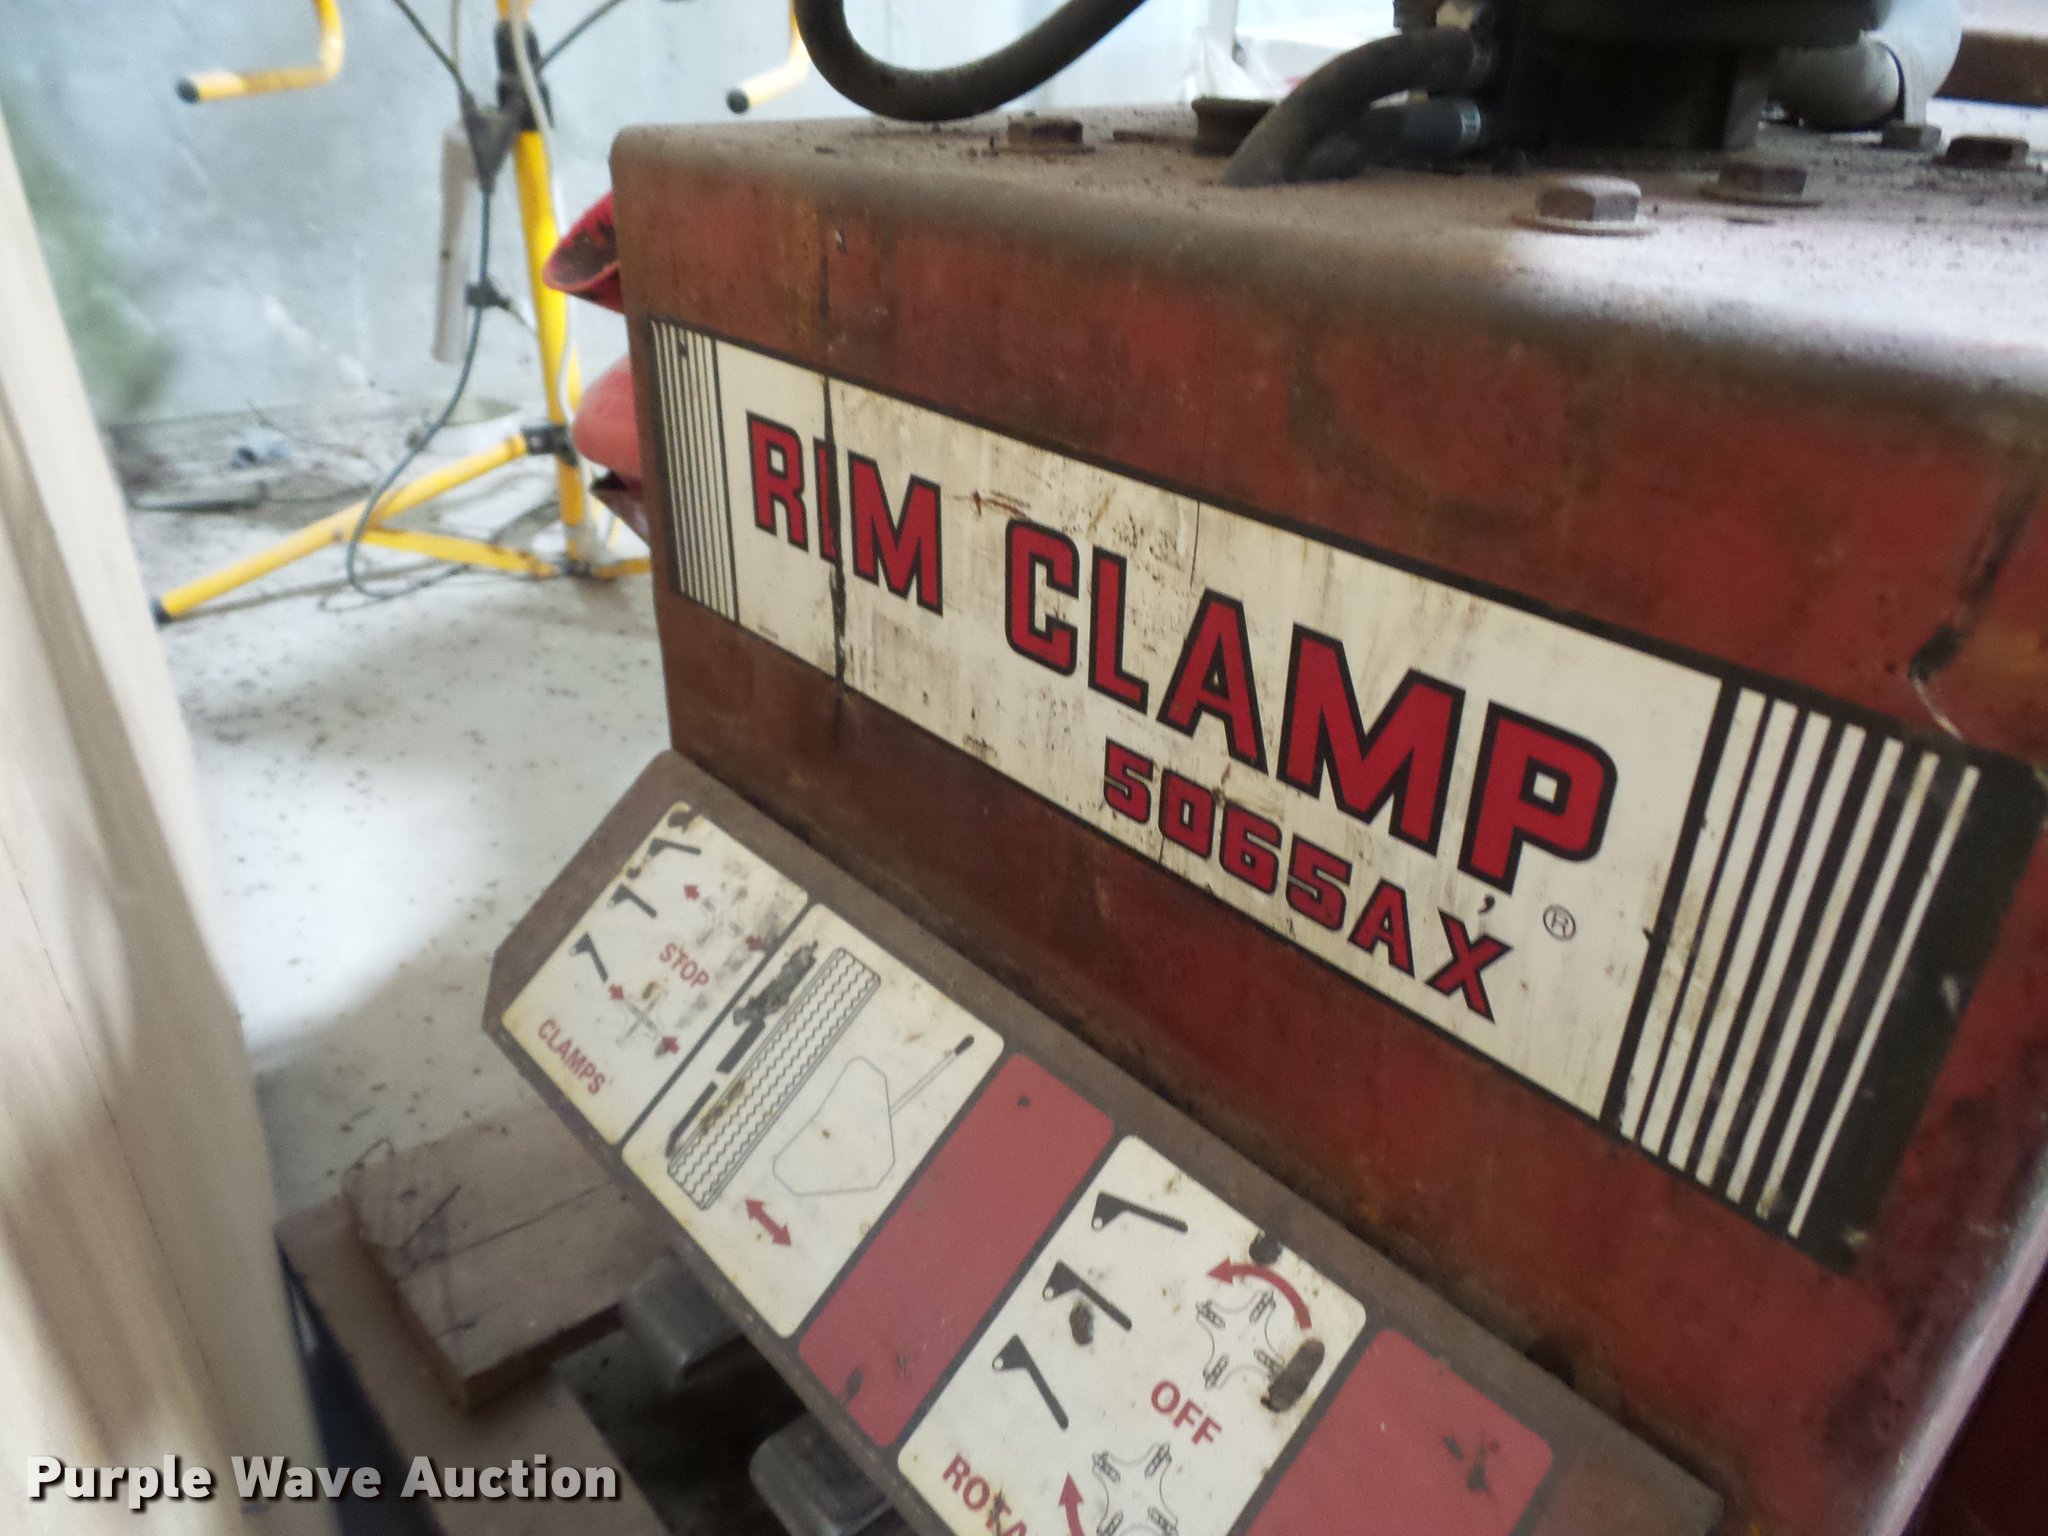 RIM CLAMP
5065AX ®
STOP
CLAMPS
OFF
Purple Wave Auction